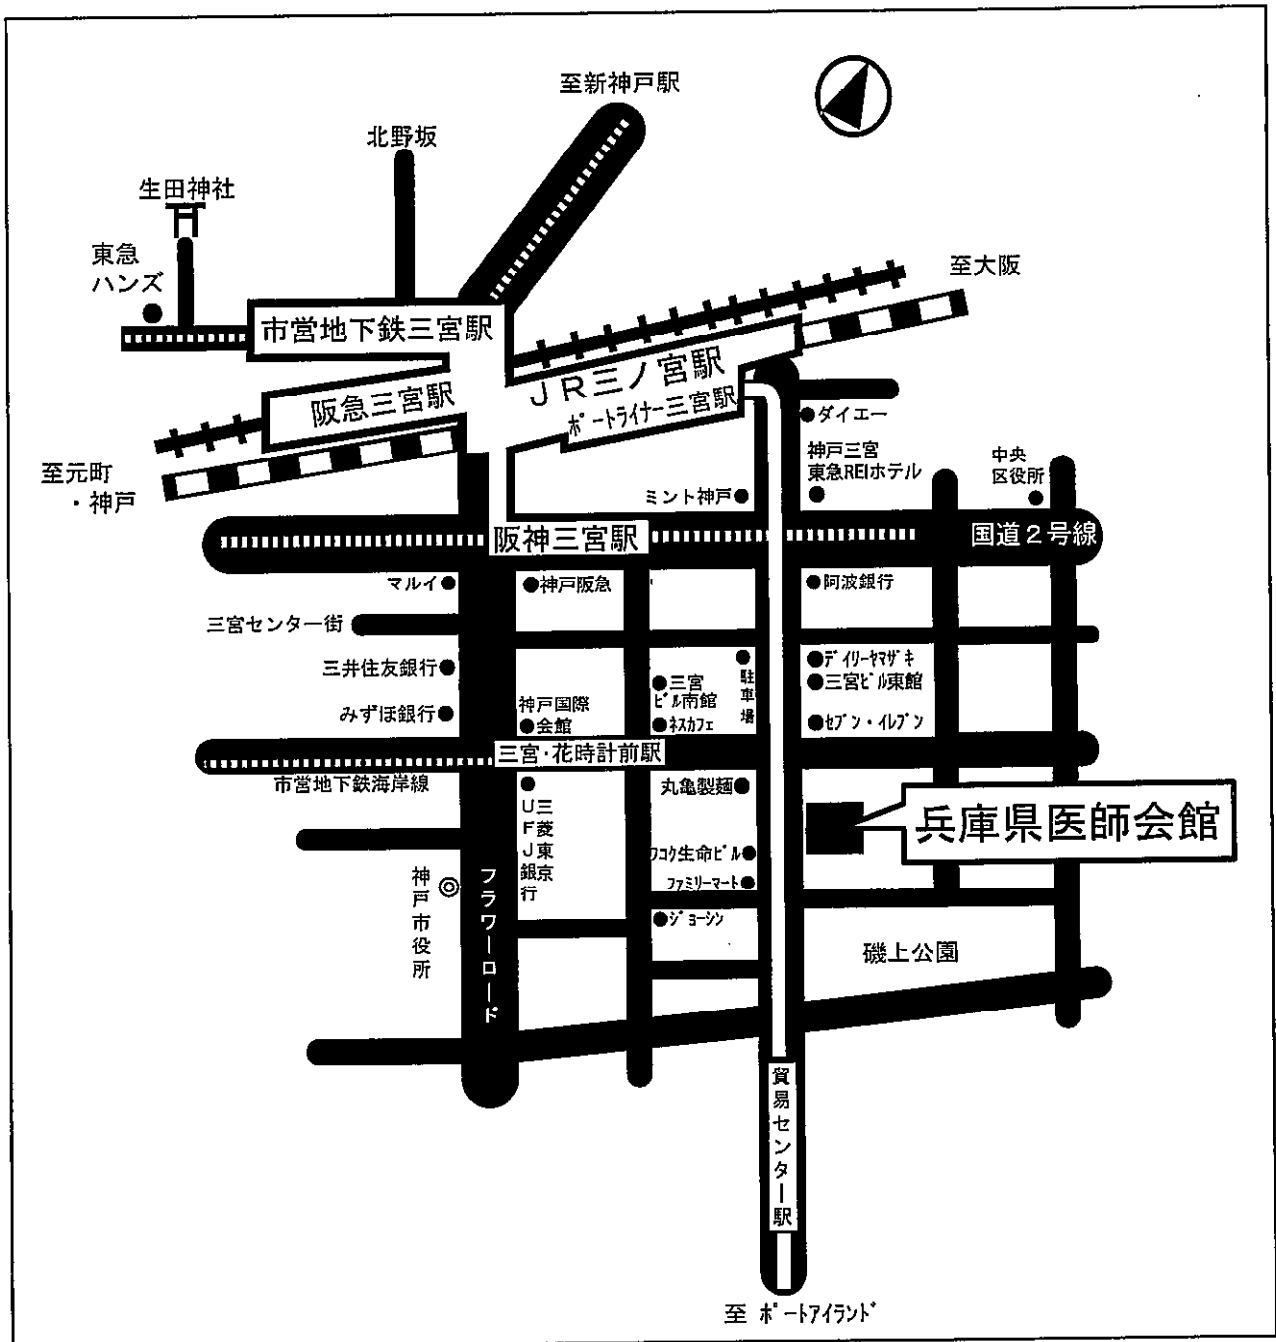 至新神戸駅
北野坂
生田神社
東急
ハンズ
至大阪
市営地下鉄三宮駅
JR三ノ宮駅
ポートライナー三宮駅
阪急三宮駅
ダイエー
至元町
・神戸
神戸三宮
東急REIホテル
中央
区役所
ミント神戸
阪神三宮駅
国道2号線
マルイ
神戸阪急
阿波銀行
三宮センター街
三井住友銀行
三宮
ビル南館
駐車場
デイリーヤマザキ
三宮ビル東館
みずほ銀行
神戸国際
会館
ネスカフェ
セブン・イレブン
三宮・花時計前駅
市営地下鉄海岸線
丸亀製麺
三菱東京
UFJ銀行
兵庫県医師会館
フコク生命ビル
ファミリーマート
神戸市役所
フラワーロード
ジョーシン
磯上公園
貿易センター駅
至 ポートアイランド